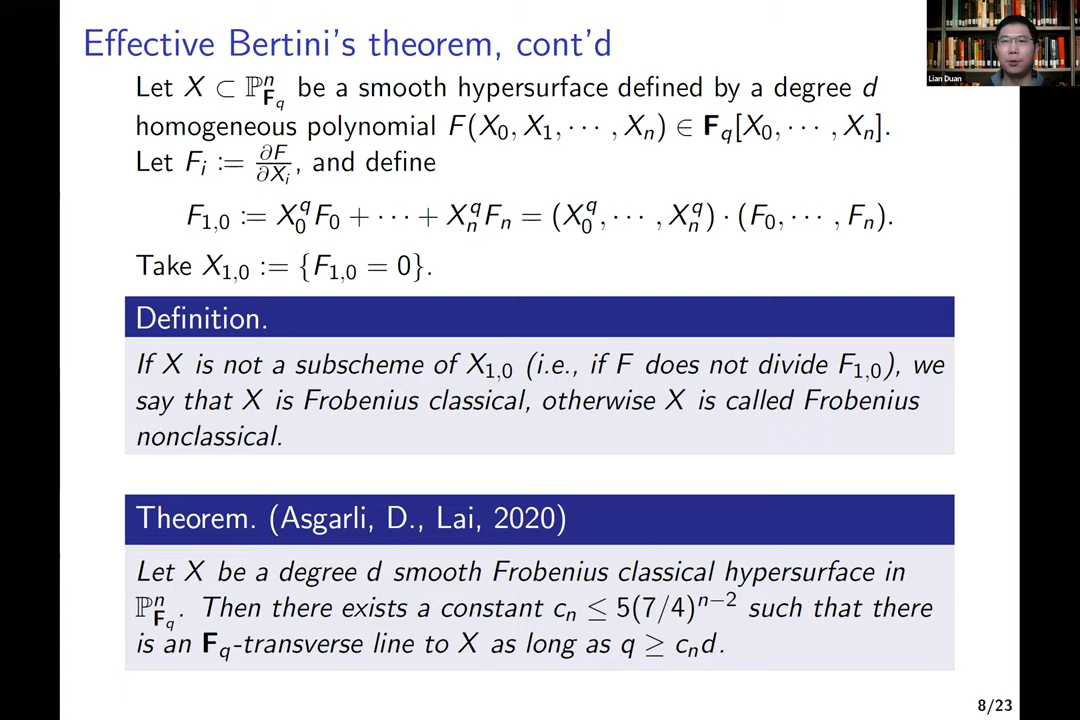 Effective Bertini's theorem, cont'd
Lian Duan
Let X ⊂ ℙⁿ_{F_q} be a smooth hypersurface defined by a degree d
homogeneous polynomial F(X₀, X₁, ⋯ , Xₙ) ∈ F_q[X₀, ⋯ , Xₙ].
Let F_i := ∂F/∂X_i, and define
F_{1,0} := X₀^q F₀ + ⋯ + Xₙ^q Fₙ = (X₀^q, ⋯ , Xₙ^q) · (F₀, ⋯ , Fₙ).
Take X_{1,0} := {F_{1,0} = 0}.
Definition.
If X is not a subscheme of X_{1,0} (i.e., if F does not divide F_{1,0}), we
say that X is Frobenius classical, otherwise X is called Frobenius
nonclassical.
Theorem. (Asgarli, D., Lai, 2020)
Let X be a degree d smooth Frobenius classical hypersurface in
ℙⁿ_{F_q}. Then there exists a constant cₙ ≤ 5(7/4)^{n−2} such that there
is an F_q-transverse line to X as long as q ≥ cₙd.
8/23